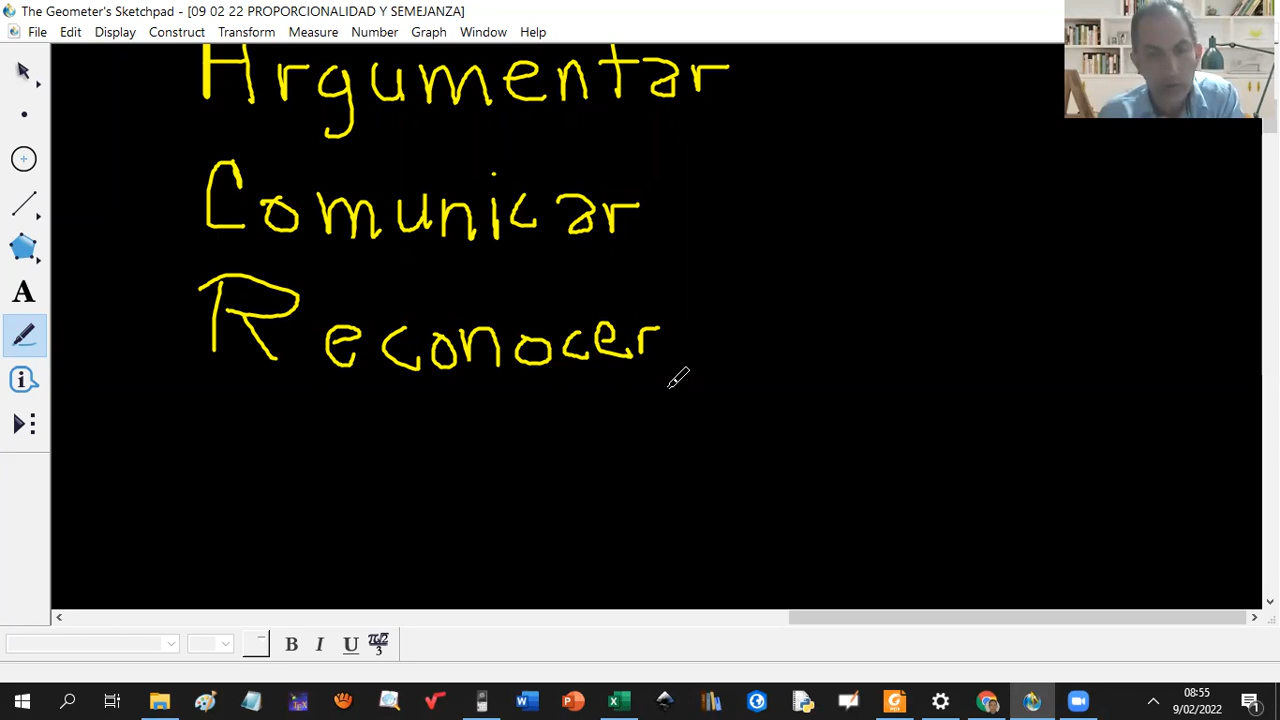 The Geometer's Sketchpad - [09 02 22 PROPORCIONALIDAD Y SEMEJANZA]
File Edit Display Construct Transform Measure Number Graph Window Help
Argumentar
Comunicar
Reconocer
A
B I U
08:55
9/02/2022